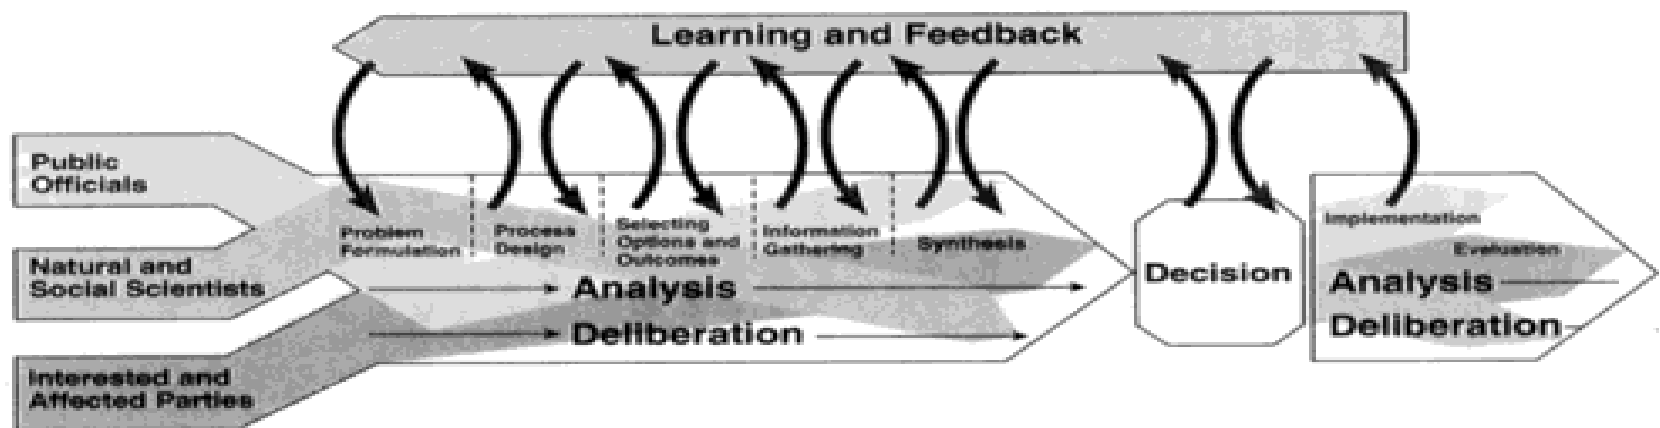 Learning and Feedback
Public
Officials
Natural and
Social Scientists
Interested and
Affected Parties
Problem
Formulation
Process
Design
Selecting
Options and
Outcomes
Information
Gathering
Synthesis
Analysis
Deliberation
Decision
Implementation
Evaluation
Analysis
Deliberation